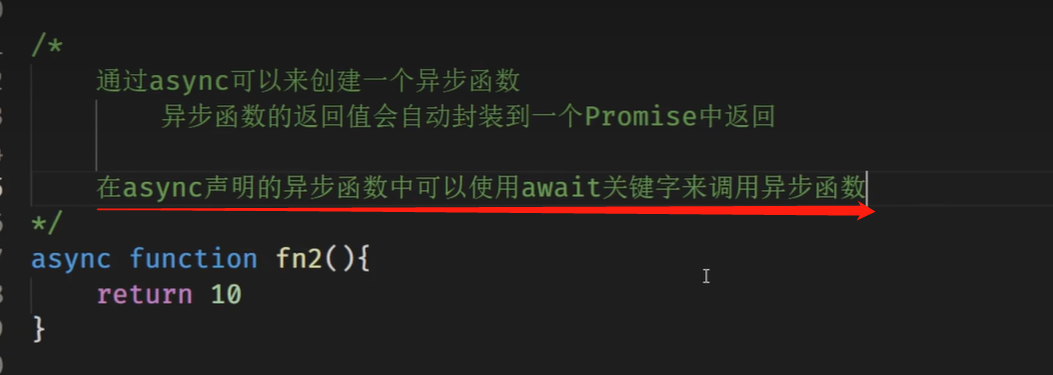 /*
通过async可以来创建一个异步函数
异步函数的返回值会自动封装到一个Promise中返回
在async声明的异步函数中可以使用await关键字来调用异步函数
*/
async function fn2(){
return 10
}